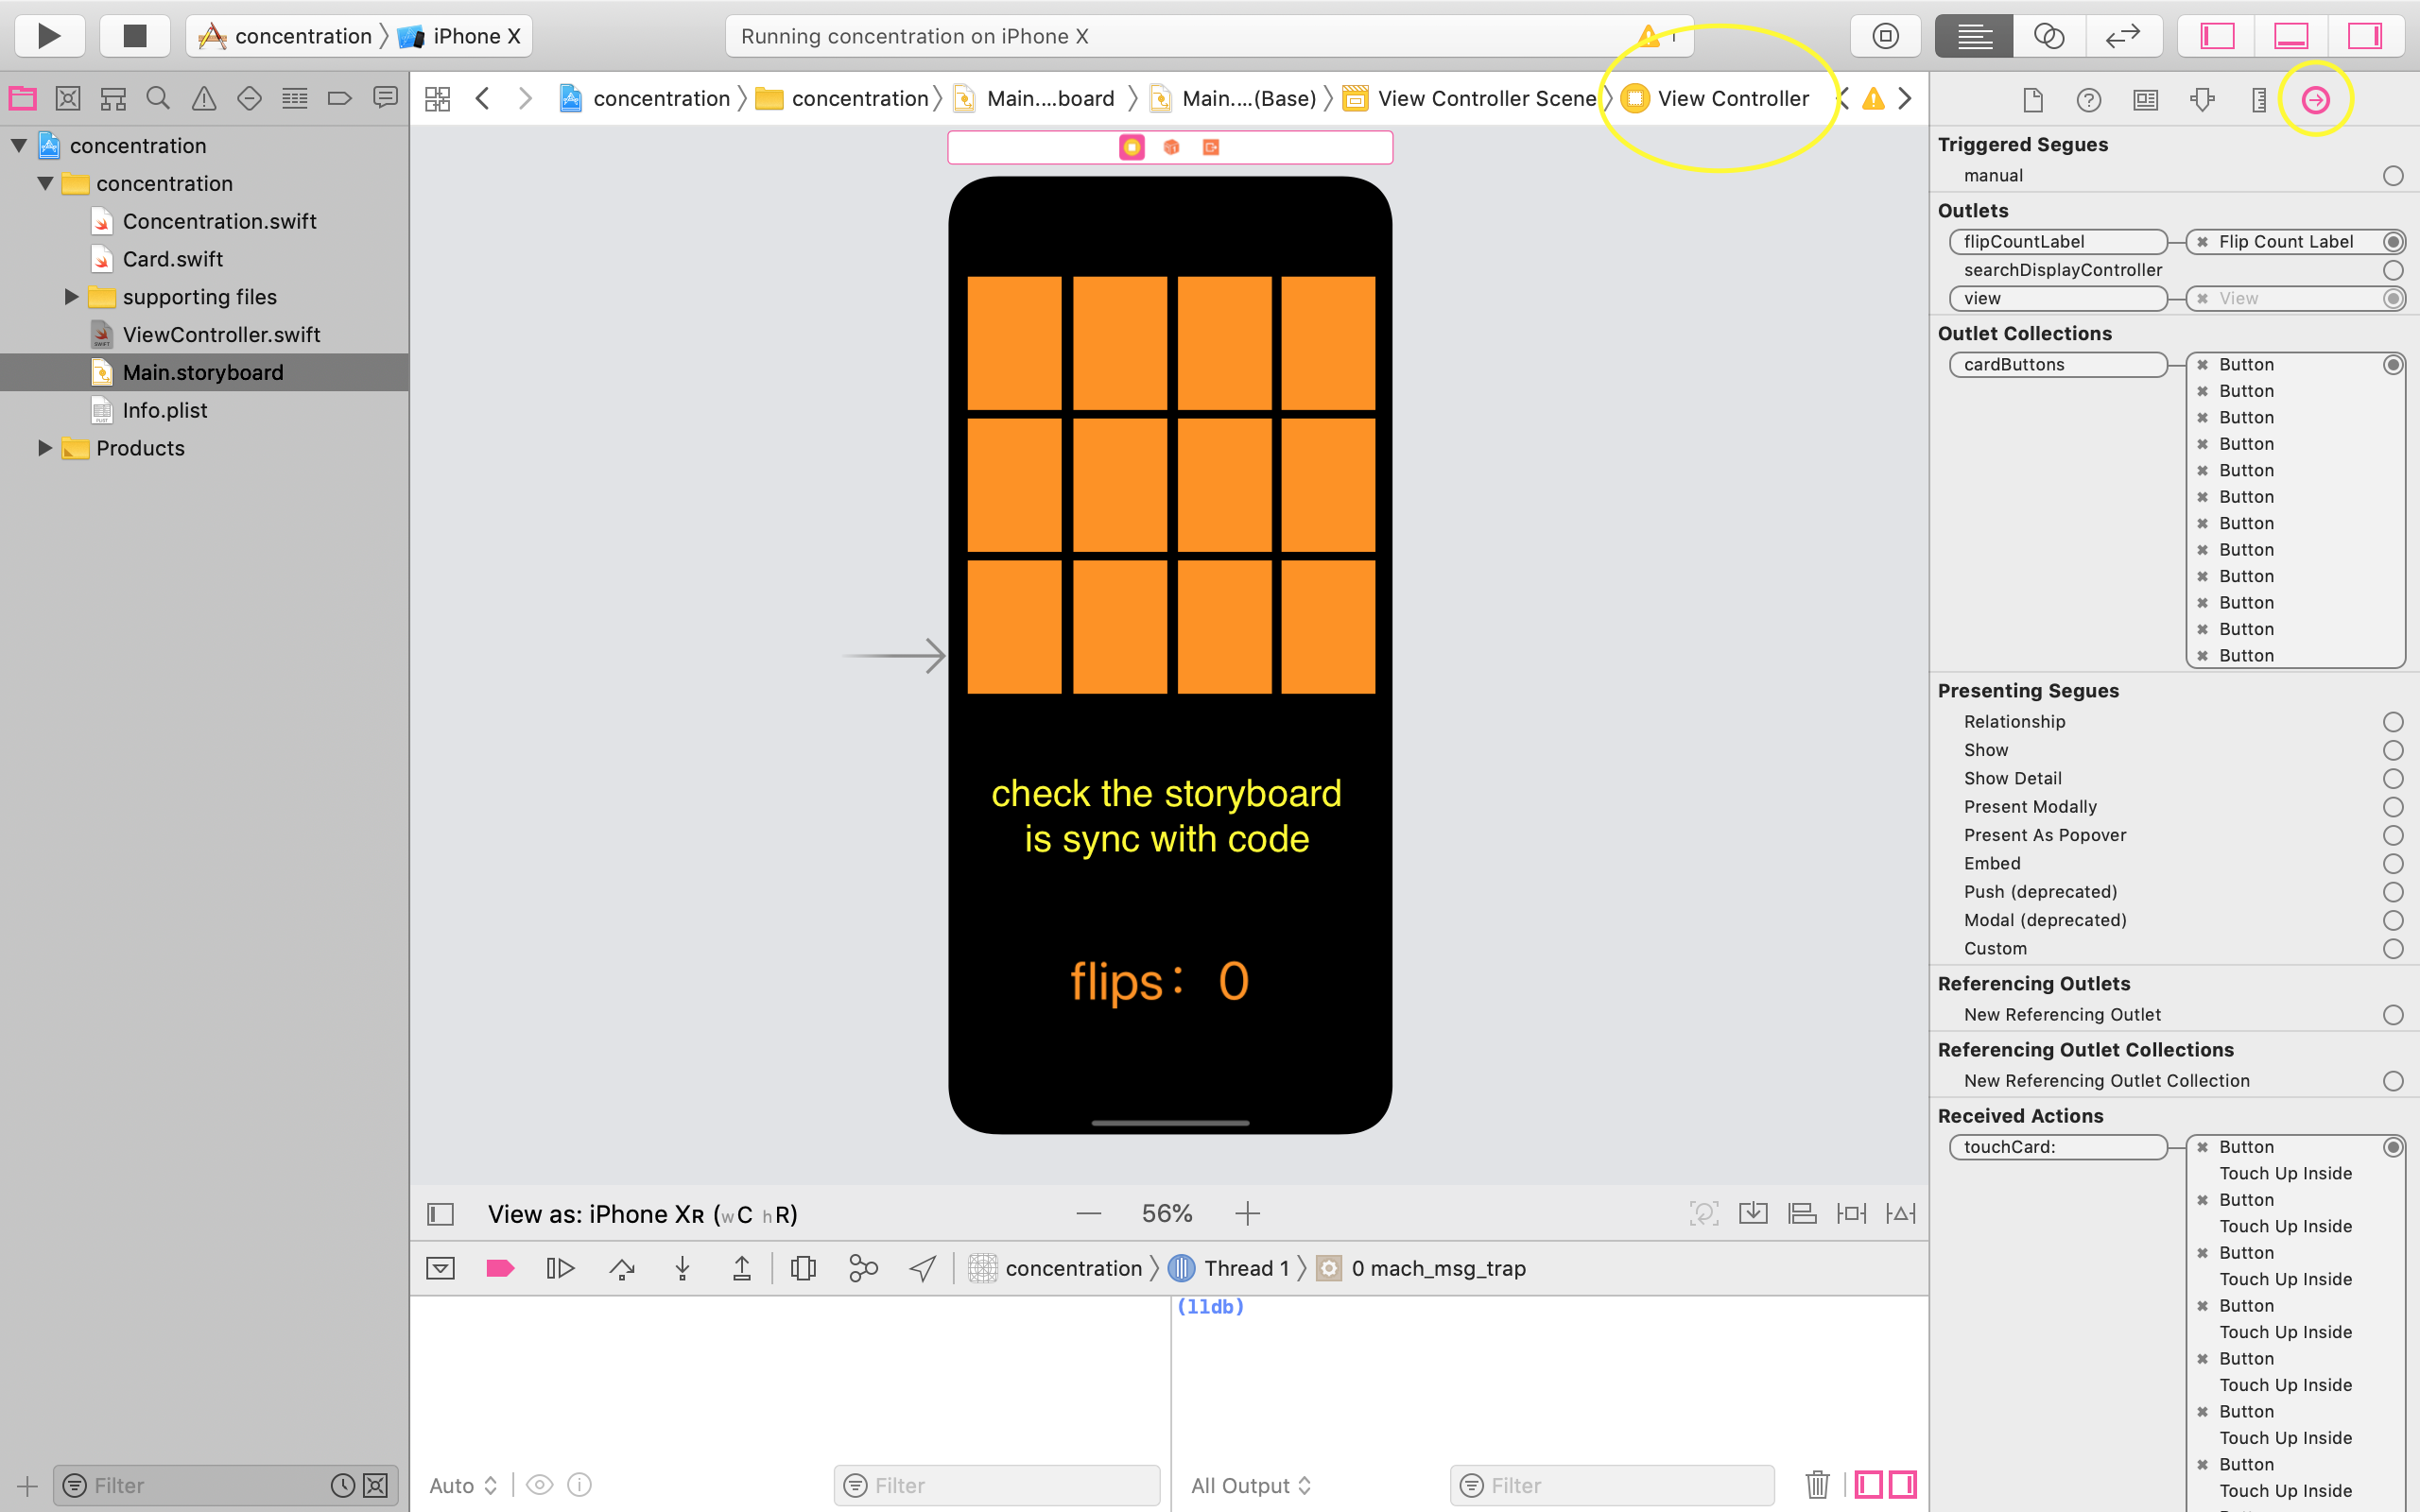 concentration 〉 iPhone X
Running concentration on iPhone X
concentration 〉 concentration 〉 Main....board 〉 Main....(Base) 〉 View Controller Scene 〉 View Controller
concentration
concentration
Concentration.swift
Card.swift
supporting files
ViewController.swift
Main.storyboard
Info.plist
Products
Filter
check the storyboard
is sync with code
flips: 0
View as: iPhone XR (wC hR)
56%
concentration 〉 Thread 1 〉 0 mach_msg_trap
(lldb)
Auto
Filter
All Output
Filter
Triggered Segues
manual
Outlets
flipCountLabel Flip Count Label
searchDisplayController
view View
Outlet Collections
cardButtons Button
Button
Button
Button
Button
Button
Button
Button
Button
Button
Button
Button
Presenting Segues
Relationship
Show
Show Detail
Present Modally
Present As Popover
Embed
Push (deprecated)
Modal (deprecated)
Custom
Referencing Outlets
New Referencing Outlet
Referencing Outlet Collections
New Referencing Outlet Collection
Received Actions
touchCard: Button
Touch Up Inside
Button
Touch Up Inside
Button
Touch Up Inside
Button
Touch Up Inside
Button
Touch Up Inside
Button
Touch Up Inside
Button
Touch Up Inside